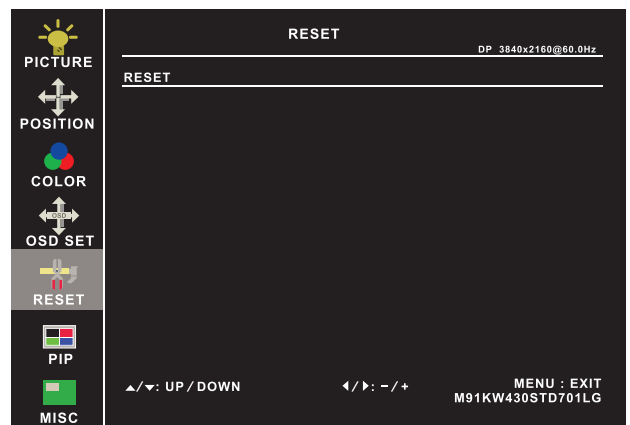 PICTURE
POSITION
COLOR
OSD
OSD SET
RESET
PIP
MISC
RESET
DP 3840x2160@60.0Hz
RESET
▲/▼: UP / DOWN
◀/▶: − / +
MENU : EXIT
M91KW430STD701LG